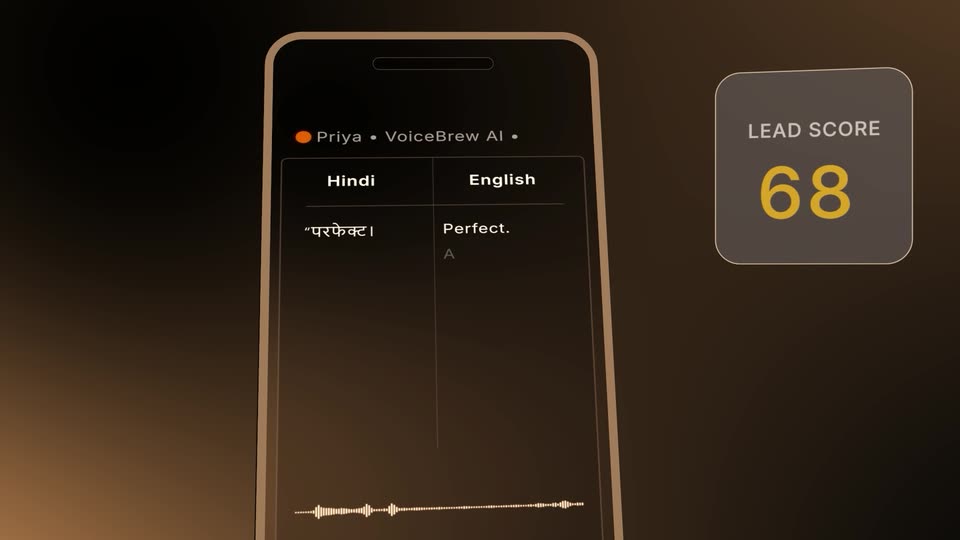 Priya • VoiceBrew AI •
Hindi
English
“परफेक्ट।
Perfect.
A
LEAD SCORE
68